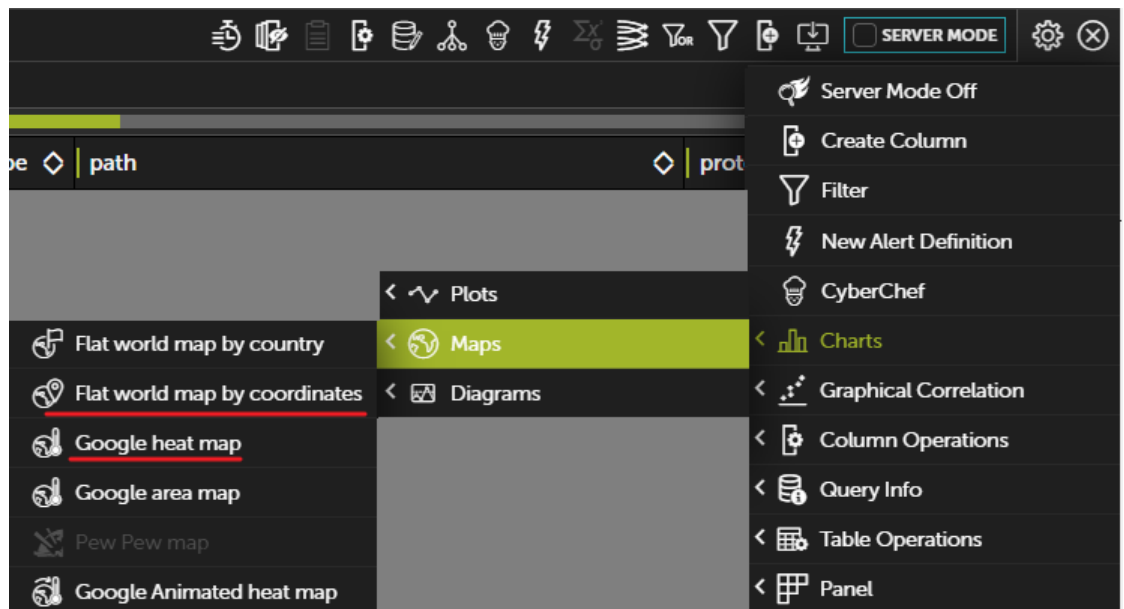 OR
SERVER MODE
Server Mode Off
Create Column
pe
path
prot
Filter
New Alert Definition
CyberChef
Plots
Flat world map by country
Maps
Charts
Flat world map by coordinates
Diagrams
Graphical Correlation
Google heat map
Column Operations
Google area map
Query Info
Pew Pew map
Table Operations
Google Animated heat map
Panel